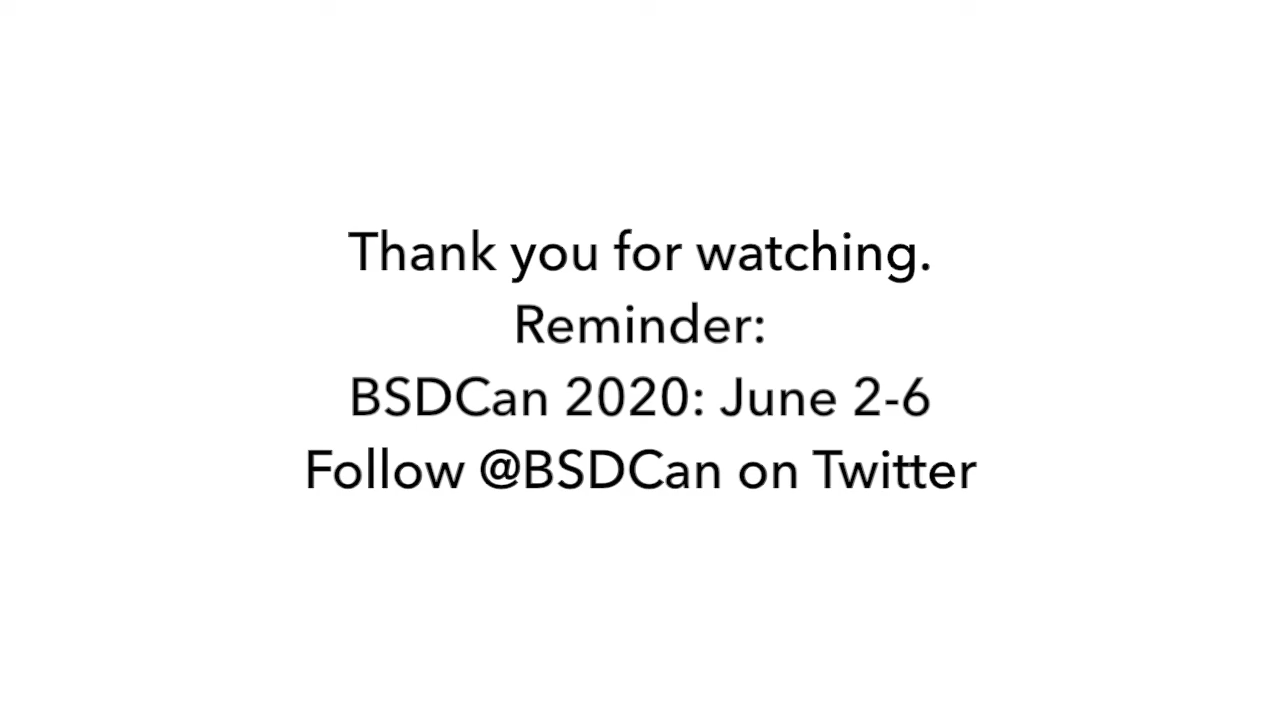 Thank you for watching.
Reminder:
BSDCan 2020: June 2-6
Follow @BSDCan on Twitter